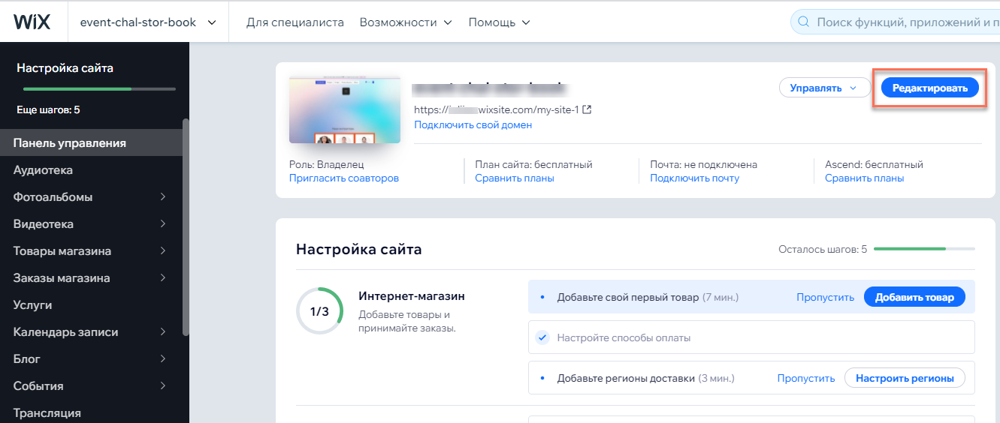 WiX
event-chal-stor-book
Для специалиста
Возможности
Помощь
Поиск функций, приложений и п
Настройка сайта
Еще шагов: 5
Панель управления
Аудиотека
Фотоальбомы
Видеотека
Товары магазина
Заказы магазина
Услуги
Календарь записи
Блог
События
Трансляция
Управлять
Редактировать
https:// wixsite.com/my-site-1
Подключить свой домен
Роль: Владелец
Пригласить соавторов
План сайта: бесплатный
Сравнить планы
Почта: не подключена
Подключить почту
Ascend: бесплатный
Сравнить планы
Настройка сайта
Осталось шагов: 5
1/3
Интернет-магазин
Добавьте товары и
принимайте заказы.
Добавьте свой первый товар (7 мин.)
Пропустить
Добавить товар
Настройте способы оплаты
Добавьте регионы доставки (3 мин.)
Пропустить
Настроить регионы